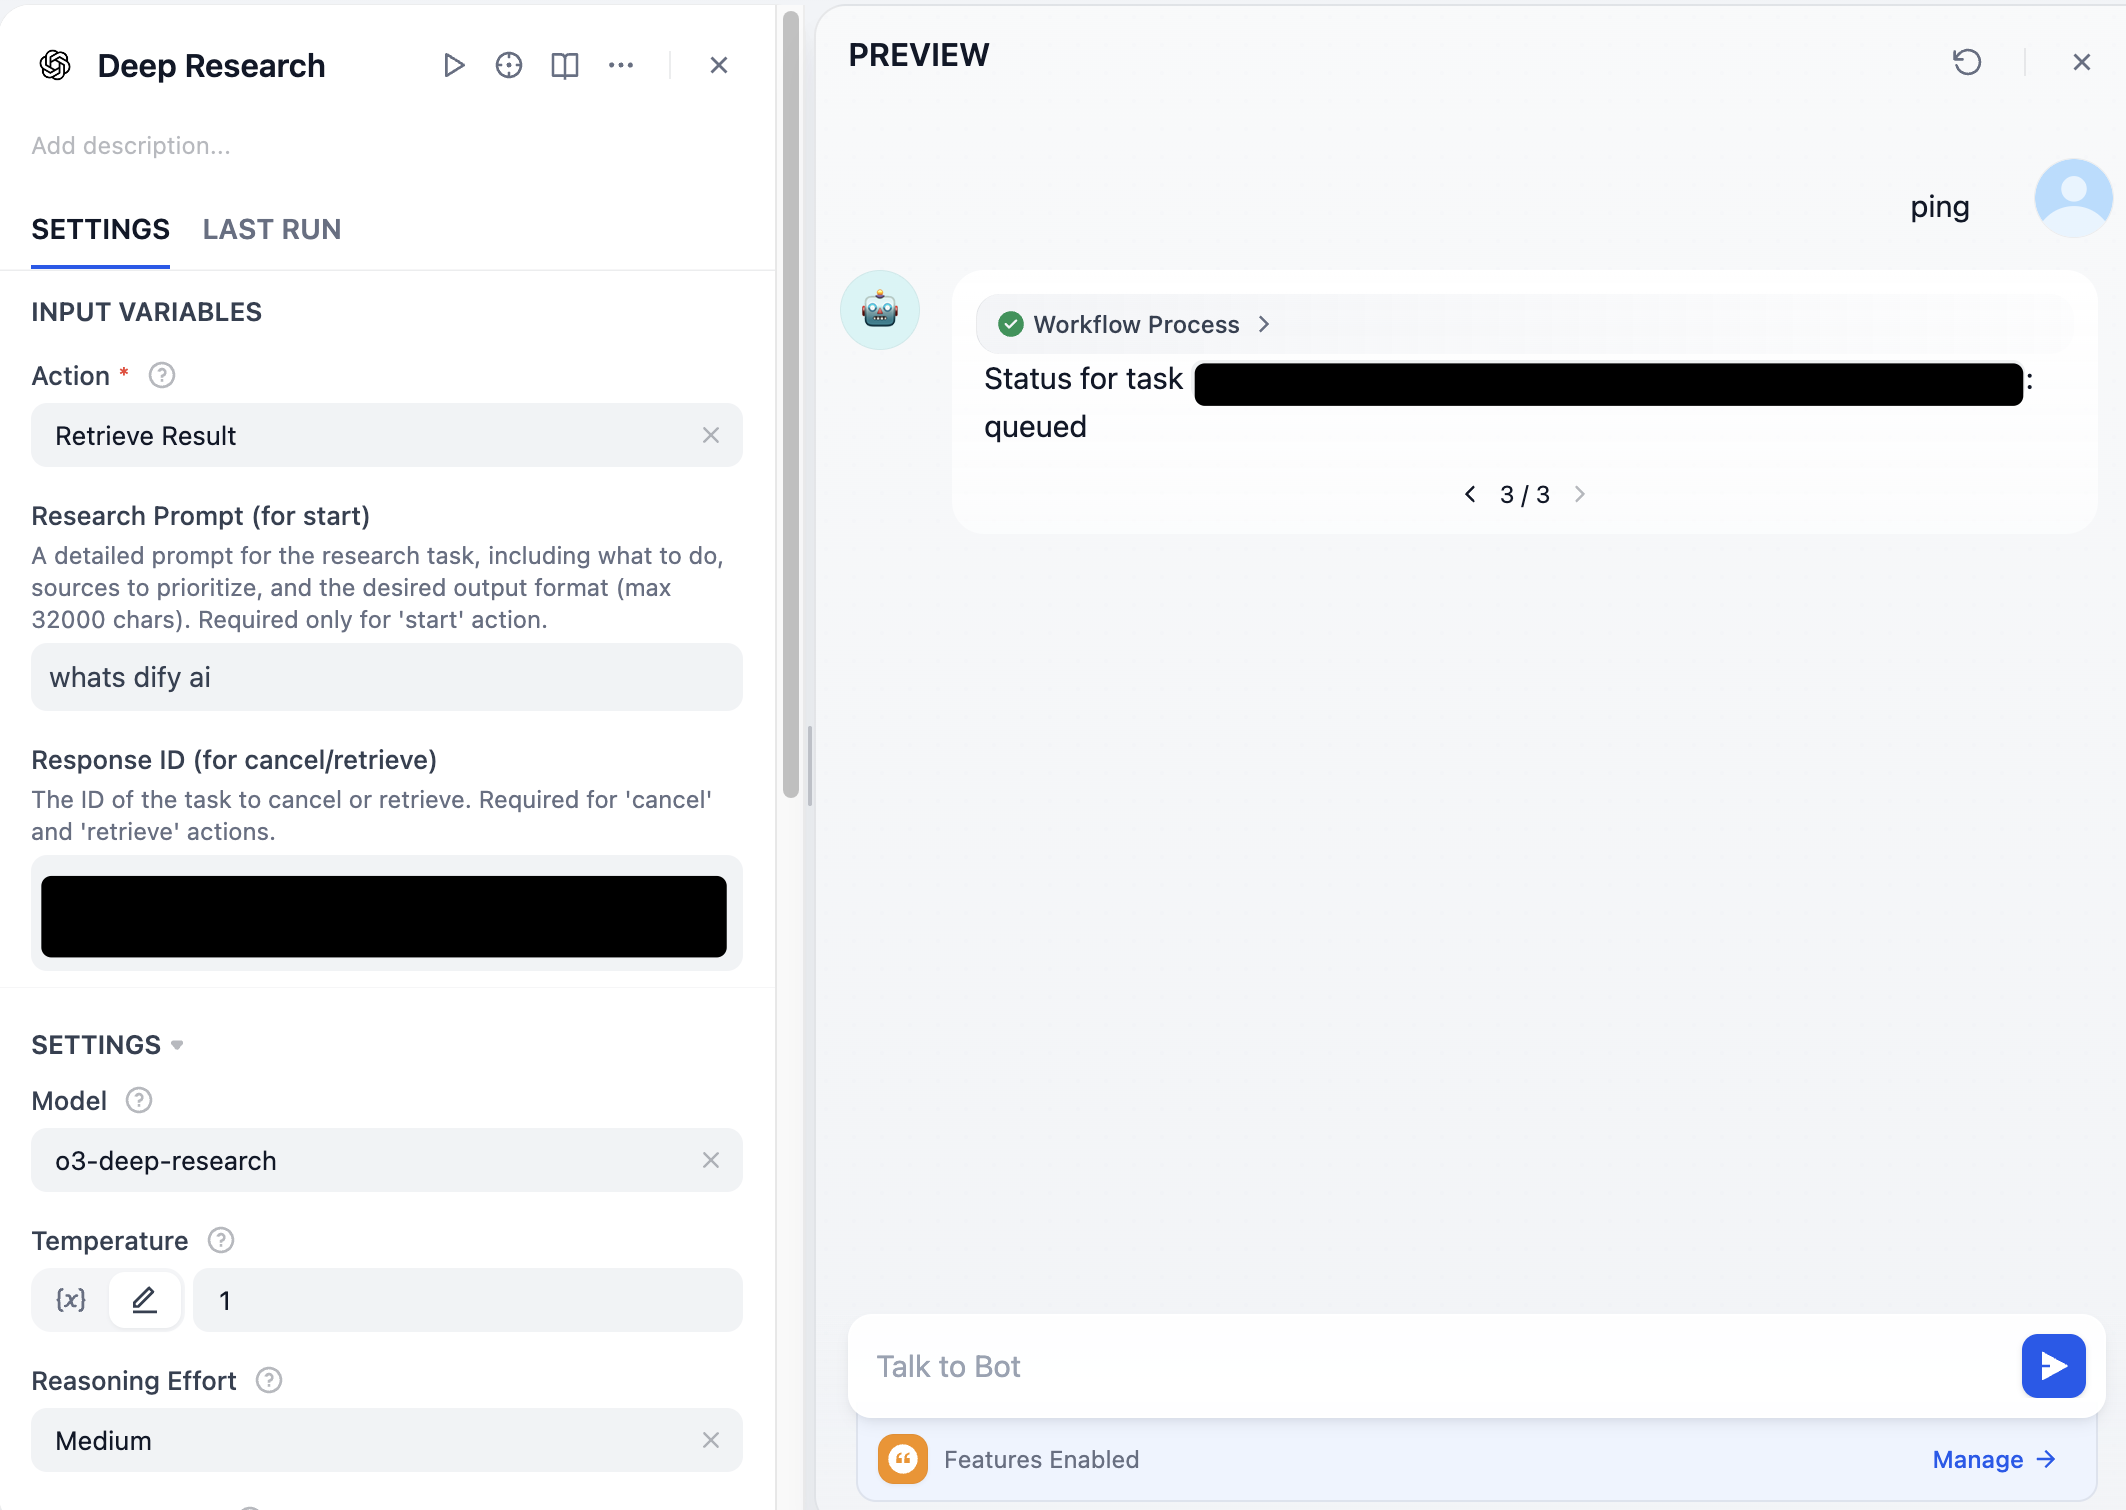 Deep Research
Add description...
SETTINGS LAST RUN
INPUT VARIABLES
Action *
Retrieve Result
Research Prompt (for start)
A detailed prompt for the research task, including what to do,
sources to prioritize, and the desired output format (max
32000 chars). Required only for 'start' action.
whats dify ai
Response ID (for cancel/retrieve)
The ID of the task to cancel or retrieve. Required for 'cancel'
and 'retrieve' actions.
SETTINGS
Model
o3-deep-research
Temperature
{x} 1
Reasoning Effort
Medium
PREVIEW
ping
Workflow Process
Status for task :
queued
3 / 3
Talk to Bot
Features Enabled
Manage →